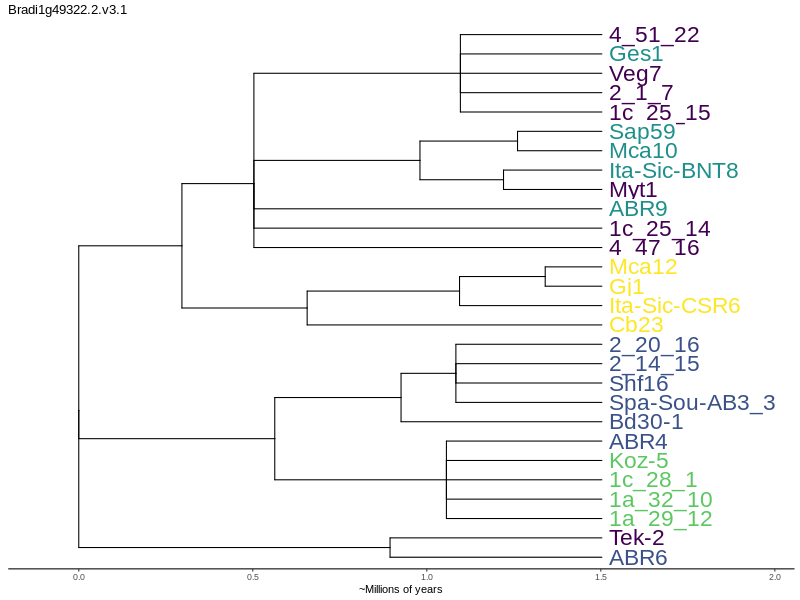 Bradi1g49322.2.v3.1
4_51_22
Ges1
Veg7
2_1_7
1c_25_15
Sap59
Mca10
Ita-Sic-BNT8
Myt1
ABR9
1c_25_14
4_47_16
Mca12
Gj1
Ita-Sic-CSR6
Cb23
2_20_16
2_14_15
Shf16
Spa-Sou-AB3_3
Bd30-1
ABR4
Koz-5
1c_28_1
1a_32_10
1a_29_12
Tek-2
ABR6
0.0 0.5 1.0 1.5 2.0
~Millions of years